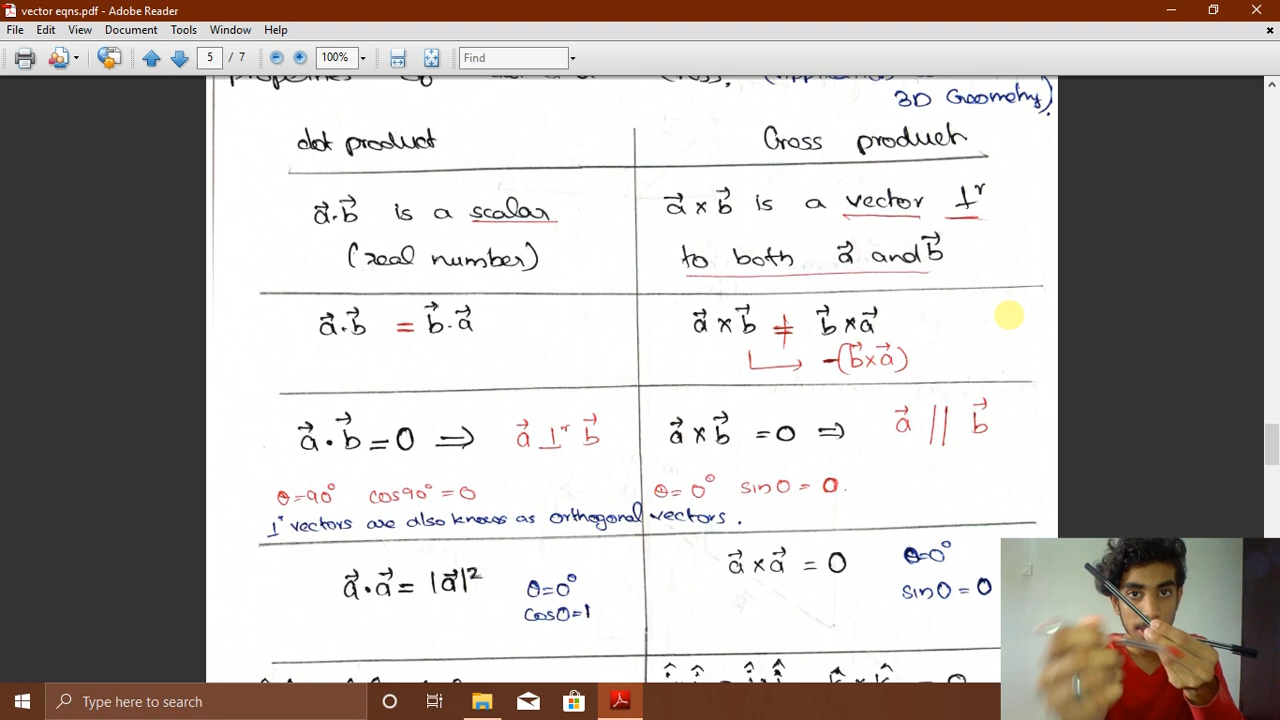 vector eqns.pdf - Adobe Reader
File Edit View Document Tools Window Help
5 / 7 100% Find
3D Geometry).
dot product
Cross product
a⃗.b⃗ is a scalar
(real number)
a⃗ × b⃗ is a vector ⊥ʳ
to both a⃗ and b⃗
a⃗.b⃗ = b⃗.a⃗
a⃗ × b⃗ ≠ b⃗ × a⃗
-(b⃗×a⃗)
a⃗ . b⃗ = 0 ⇒ a⃗ ⊥ʳ b⃗
θ=90° cos90°=0
a⃗ × b⃗ = 0 ⇒ a⃗ || b⃗
θ= 0° sin0 = 0.
⊥ʳ vectors are also known as orthogonal vectors.
a⃗.a⃗ = |a⃗|²
θ=0°
cos0=1
a⃗ × a⃗ = 0
θ=0°
sin0 = 0
Type here to search